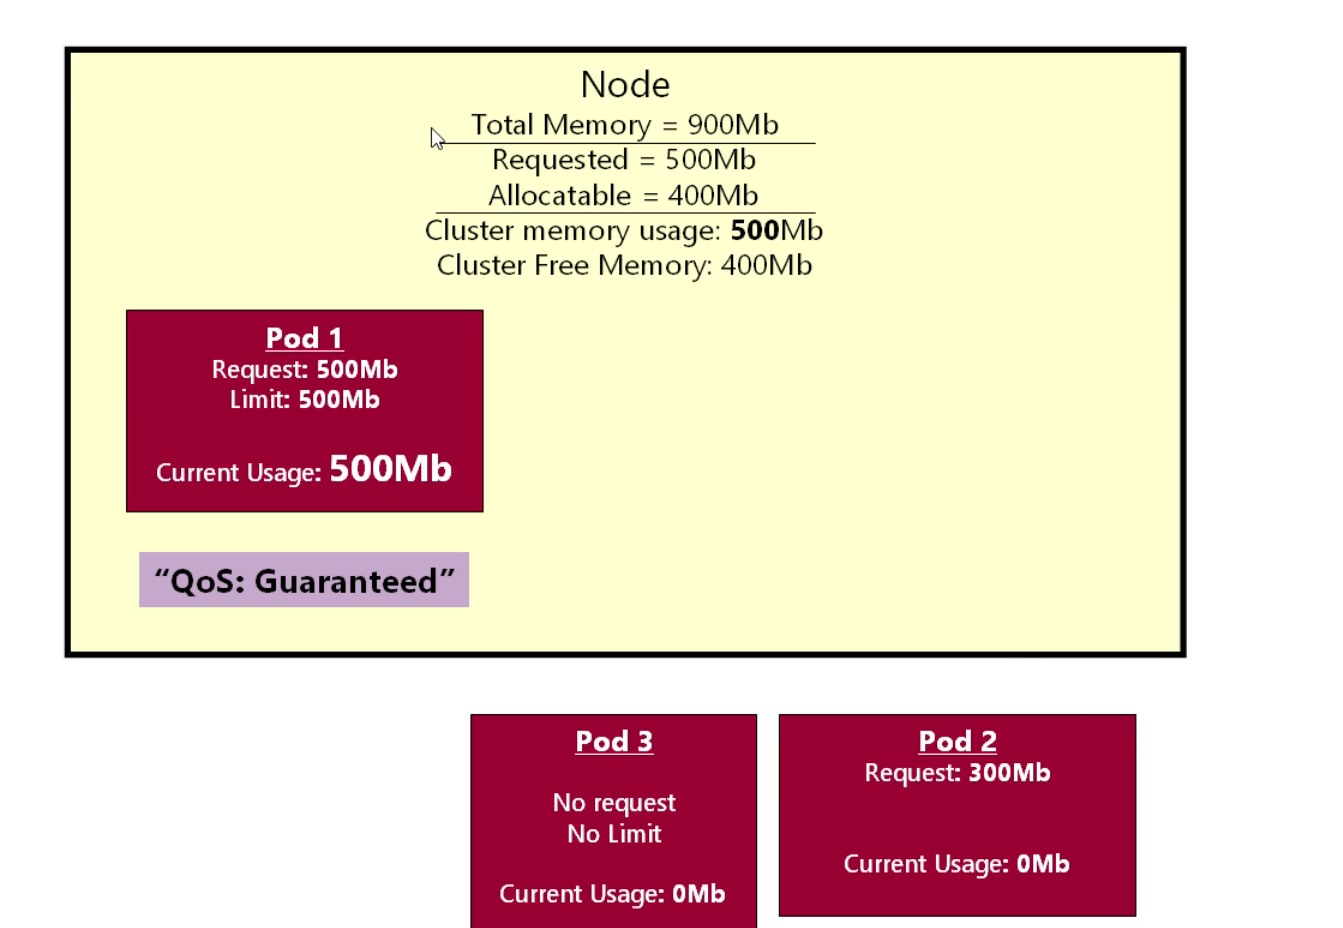 Node
Total Memory = 900Mb
Requested = 500Mb
Allocatable = 400Mb
Cluster memory usage: 500Mb
Cluster Free Memory: 400Mb
Pod 1
Request: 500Mb
Limit: 500Mb
Current Usage: 500Mb
“QoS: Guaranteed”
Pod 3
No request
No Limit
Current Usage: 0Mb
Pod 2
Request: 300Mb
Current Usage: 0Mb